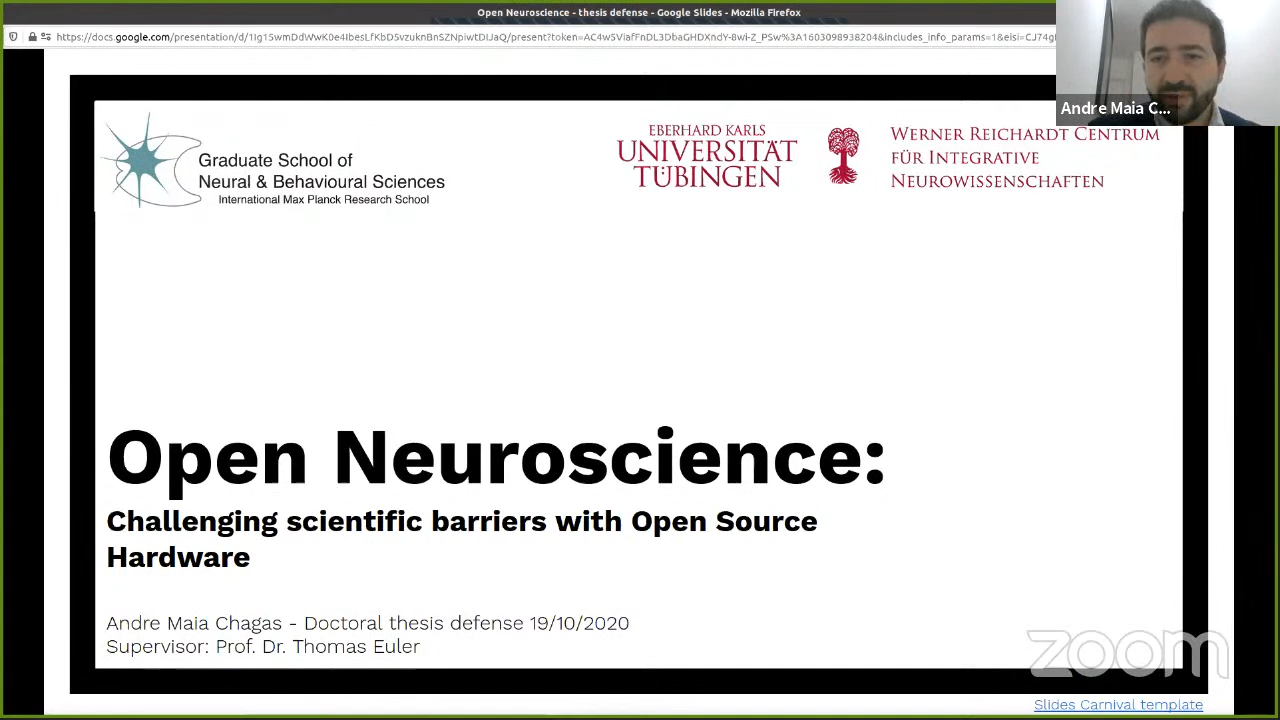 Open Neuroscience - thesis defense - Google Slides - Mozilla Firefox
Andre Maia C...
Graduate School of
Neural & Behavioural Sciences
International Max Planck Research School
EBERHARD KARLS
UNIVERSITÄT
TÜBINGEN
WERNER REICHARDT CENTRUM
FÜR INTEGRATIVE
NEUROWISSENSCHAFTEN
Open Neuroscience:
Challenging scientific barriers with Open Source
Hardware
Andre Maia Chagas - Doctoral thesis defense 19/10/2020
Supervisor: Prof. Dr. Thomas Euler
zoom
Slides Carnival template